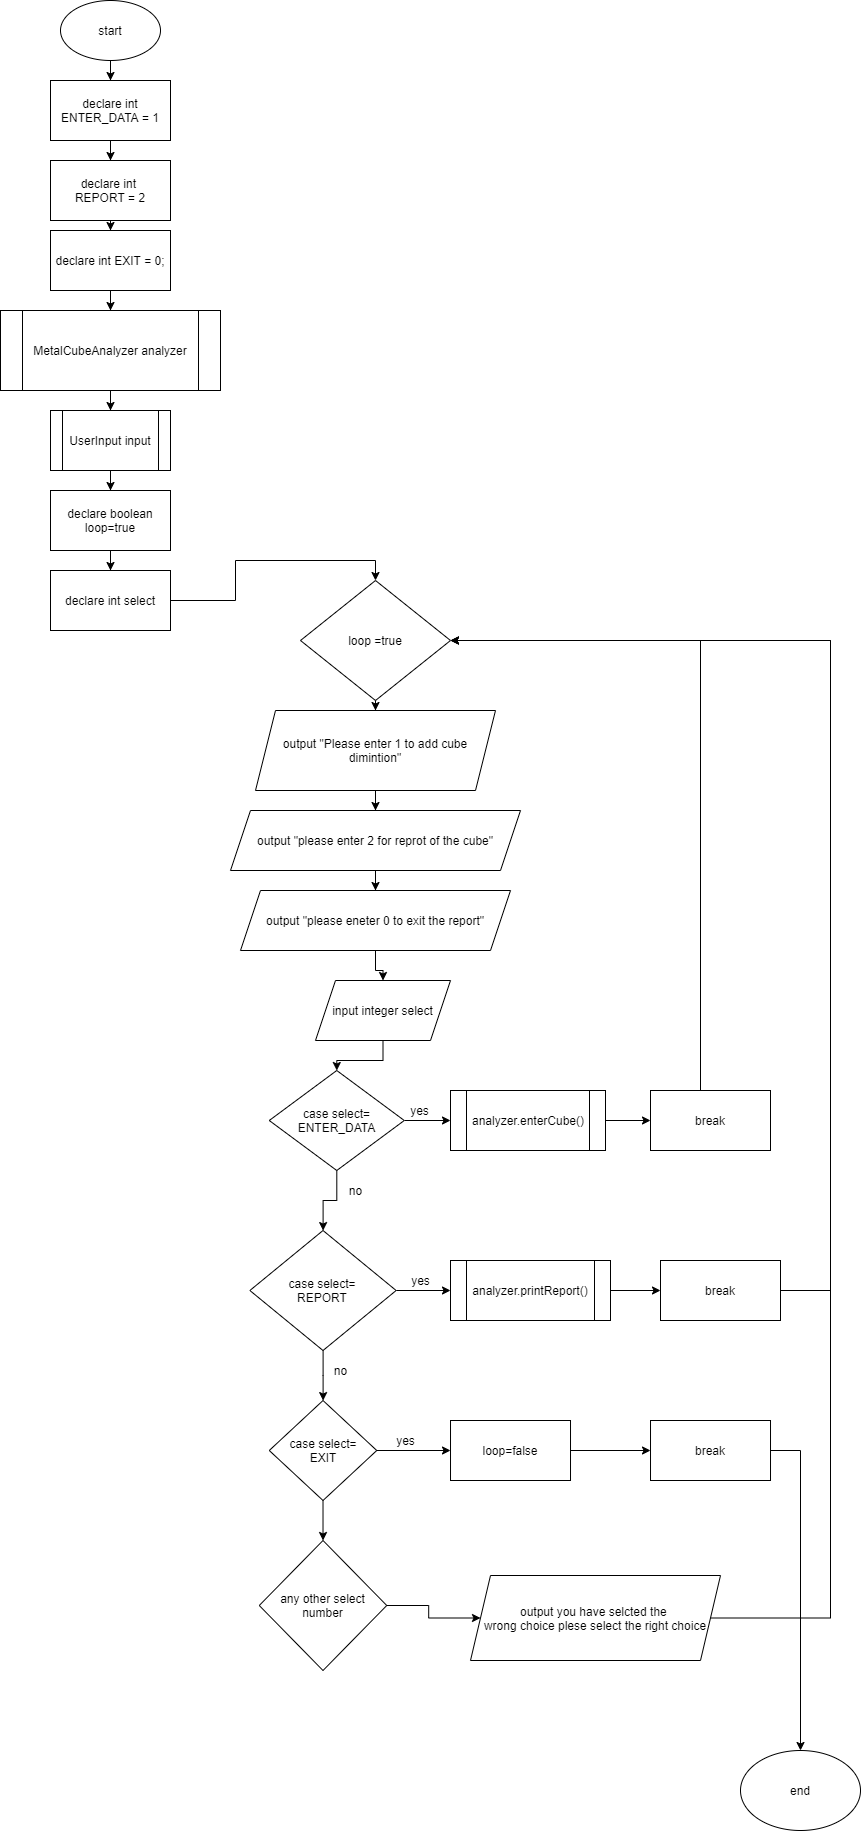 start
declare int
ENTER_DATA = 1
declare int
REPORT = 2
declare int EXIT = 0;
MetalCubeAnalyzer analyzer
UserInput input
declare boolean
loop=true
declare int select
loop =true
output "Please enter 1 to add cube
dimintion"
output "please enter 2 for reprot of the cube"
output "please eneter 0 to exit the report"
input integer select
case select=
ENTER_DATA
yes
analyzer.enterCube()
break
no
case select=
REPORT
yes
analyzer.printReport()
break
no
case select=
EXIT
yes
loop=false
break
any other select
number
output you have selcted the
wrong choice plese select the right choice
end